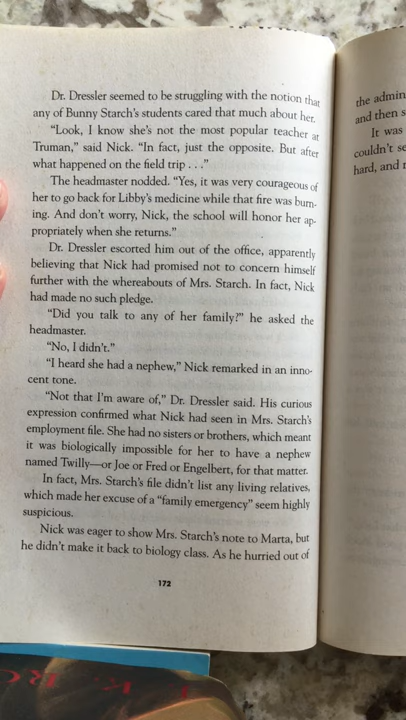 Dr. Dressler seemed to be struggling with the notion that
any of Bunny Starch's students cared that much about her.
"Look, I know she's not the most popular teacher at
Truman," said Nick. "In fact, just the opposite. But after
what happened on the field trip . . ."
The headmaster nodded. "Yes, it was very courageous of
her to go back for Libby's medicine while that fire was burn-
ing. And don't worry, Nick, the school will honor her ap-
propriately when she returns."
Dr. Dressler escorted him out of the office, apparently
believing that Nick had promised not to concern himself
further with the whereabouts of Mrs. Starch. In fact, Nick
had made no such pledge.
"Did you talk to any of her family?" he asked the
headmaster.
"No, I didn't."
"I heard she had a nephew," Nick remarked in an inno-
cent tone.
"Not that I'm aware of," Dr. Dressler said. His curious
expression confirmed what Nick had seen in Mrs. Starch's
employment file. She had no sisters or brothers, which meant
it was biologically impossible for her to have a nephew
named Twilly—or Joe or Fred or Engelbert, for that matter.
In fact, Mrs. Starch's file didn't list any living relatives,
which made her excuse of a "family emergency" seem highly
suspicious.
Nick was eager to show Mrs. Starch's note to Marta, but
he didn't make it back to biology class. As he hurried out of
172
the admin
and then s
It was
couldn't se
hard, and